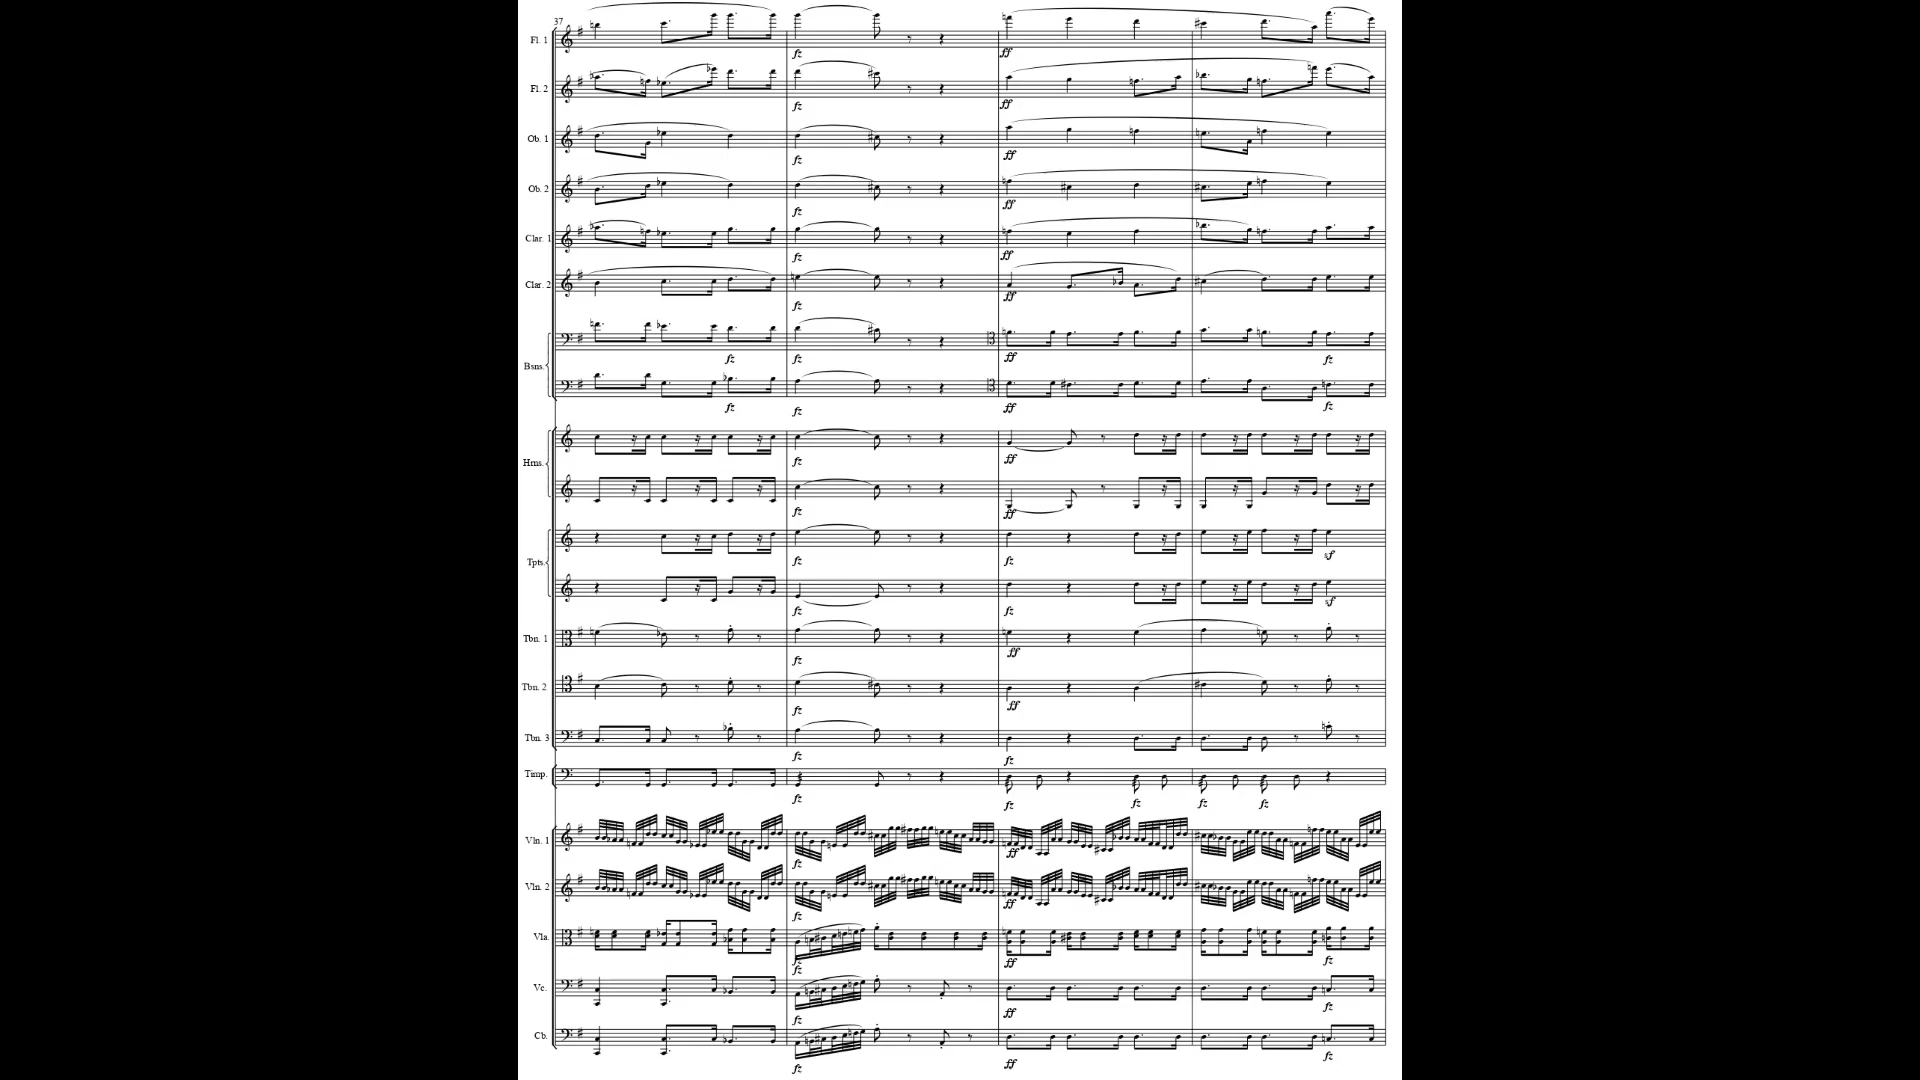 37
Fl. 1
fz ff
Fl. 2
fz ff
Ob. 1
fz ff
Ob. 2
fz ff
Clar. 1
fz ff
Clar. 2
fz ff
fz fz ff fz
Bsns.
fz fz ff fz
fz ff
Hrns.
fz ff
fz fz sf
Tpts.
fz fz sf
Tbn. 1
fz ff
Tbn. 2
fz ff
Tbn. 3
fz fz
Timp.
fz fz fz fz fz
Vln. 1
fz ff
Vln. 2
fz ff
Vla.
fz
fz ff fz
Vc.
fz ff fz
Cb.
fz ff fz